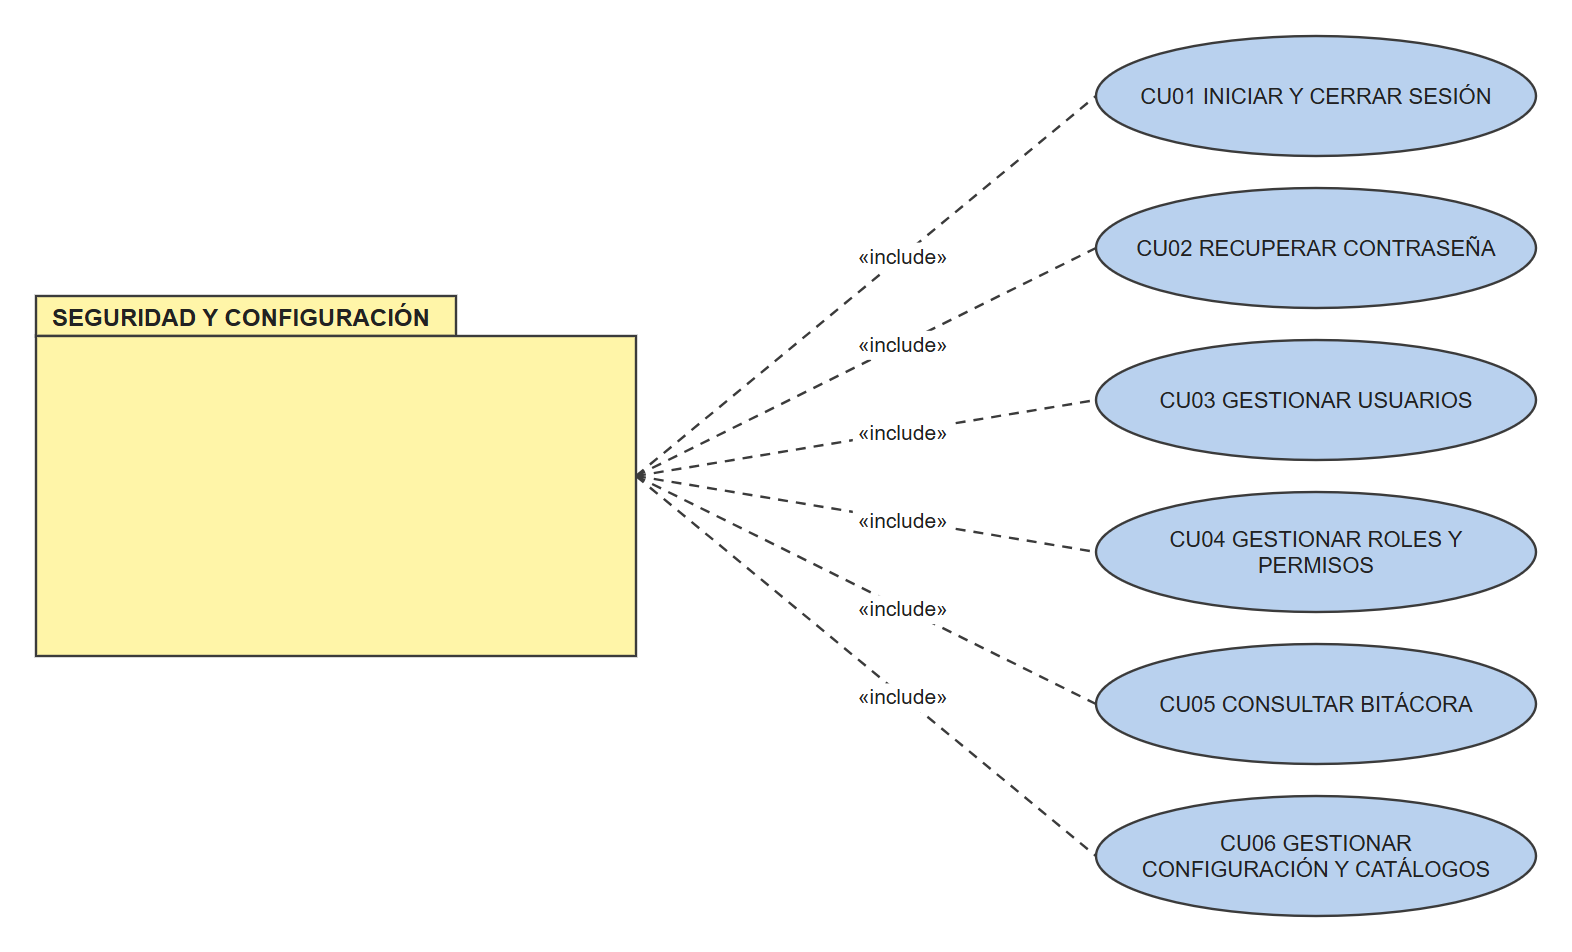 SEGURIDAD Y CONFIGURACIÓN
«include»
«include»
«include»
«include»
«include»
«include»
CU01 INICIAR Y CERRAR SESIÓN
CU02 RECUPERAR CONTRASEÑA
CU03 GESTIONAR USUARIOS
CU04 GESTIONAR ROLES Y
PERMISOS
CU05 CONSULTAR BITÁCORA
CU06 GESTIONAR
CONFIGURACIÓN Y CATÁLOGOS